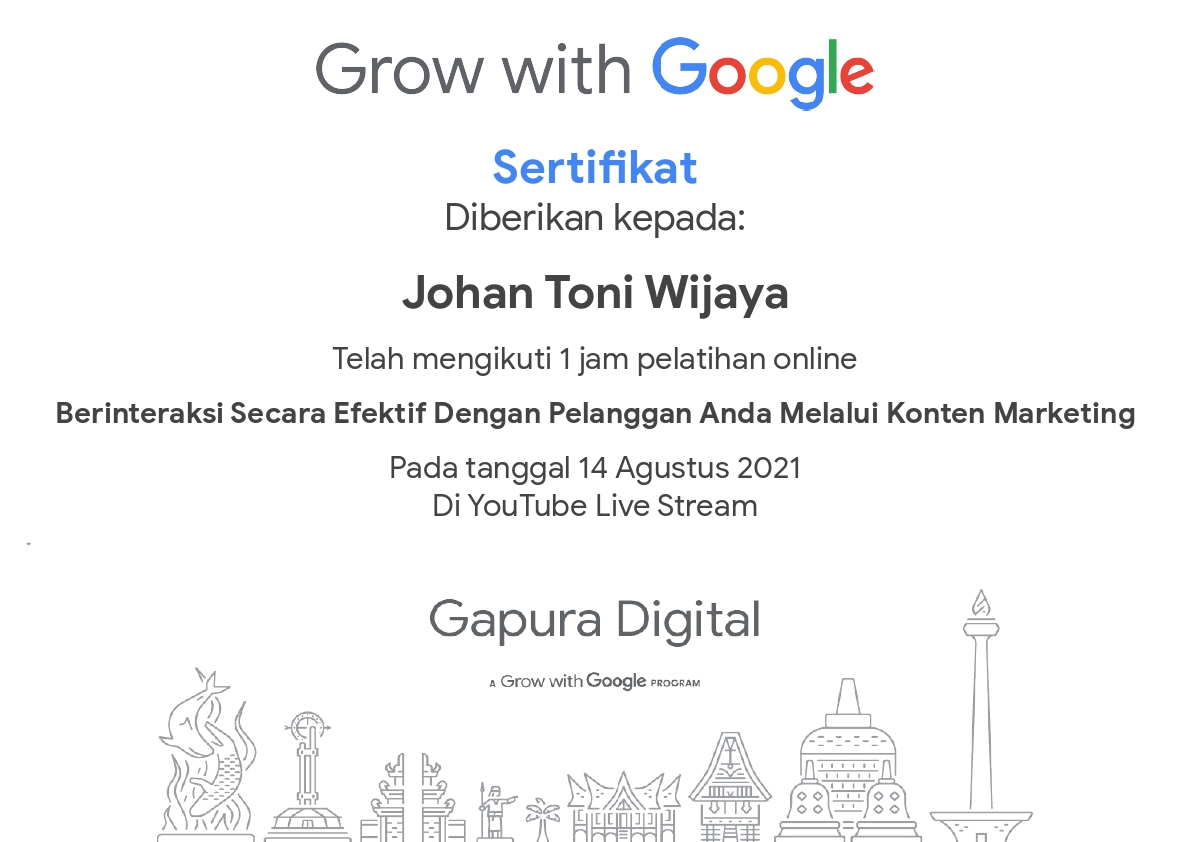 Grow with Google
Sertifikat
Diberikan kepada:
Johan Toni Wijaya
Telah mengikuti 1 jam pelatihan online
Berinteraksi Secara Efektif Dengan Pelanggan Anda Melalui Konten Marketing
Pada tanggal 14 Agustus 2021
Di YouTube Live Stream
Gapura Digital
A Grow with Google PROGRAM